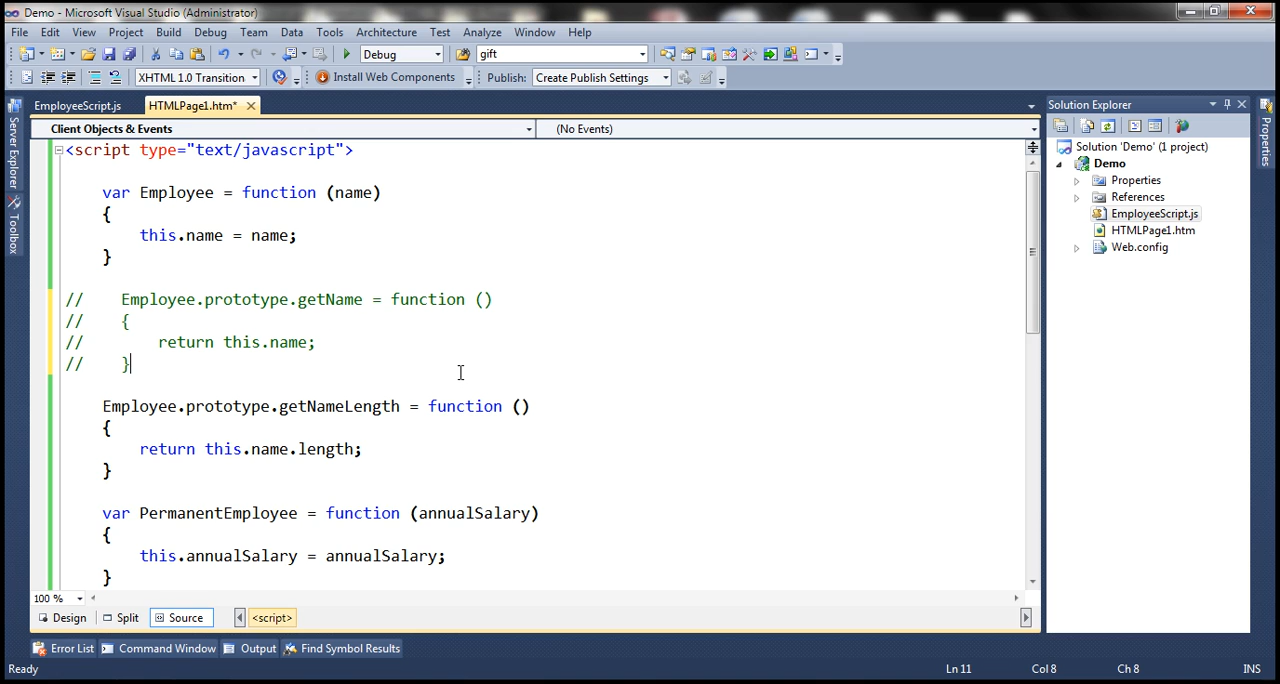 Demo - Microsoft Visual Studio (Administrator)
File Edit View Project Build Debug Team Data Tools Architecture Test Analyze Window Help
Debug gift
XHTML 1.0 Transition Install Web Components Publish: Create Publish Settings
EmployeeScript.js HTMLPage1.htm*
Client Objects & Events (No Events)
Server Explorer
Toolbox
<script type="text/javascript">
var Employee = function (name)
{
this.name = name;
}
// Employee.prototype.getName = function ()
// {
// return this.name;
// }
Employee.prototype.getNameLength = function ()
{
return this.name.length;
}
var PermanentEmployee = function (annualSalary)
{
this.annualSalary = annualSalary;
}
100 %
Design Split Source <script>
Solution Explorer
Solution 'Demo' (1 project)
Demo
Properties
References
EmployeeScript.js
HTMLPage1.htm
Web.config
Properties
Error List Command Window Output Find Symbol Results
Ready Ln 11 Col 8 Ch 8 INS